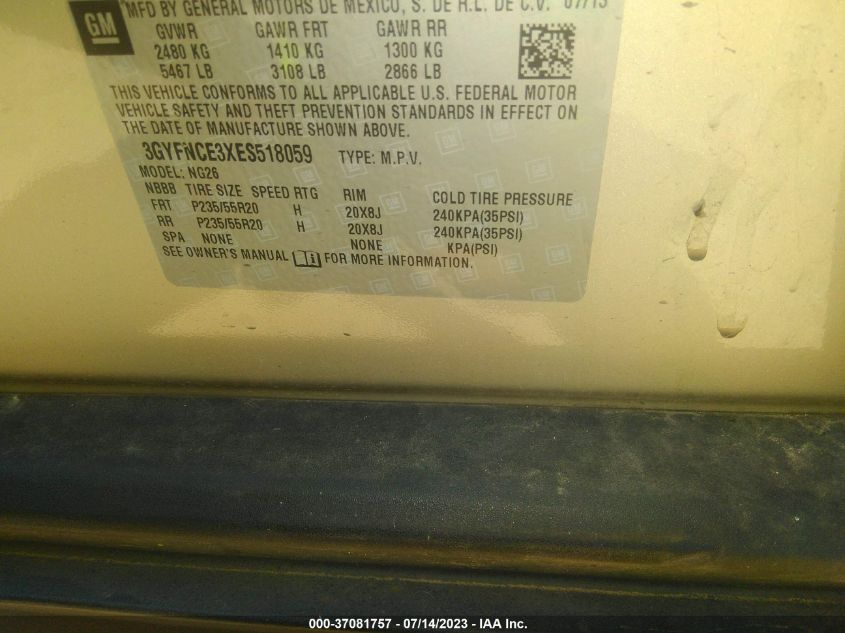 MFD BY GENERAL MOTORS DE MEXICO, S. DE R.L. DE C.V. 07/13
GM
GVWR GAWR FRT GAWR RR
2480 KG 1410 KG 1300 KG
5467 LB 3108 LB 2866 LB
THIS VEHICLE CONFORMS TO ALL APPLICABLE U.S. FEDERAL MOTOR
VEHICLE SAFETY AND THEFT PREVENTION STANDARDS IN EFFECT ON
THE DATE OF MANUFACTURE SHOWN ABOVE.
3GYFNCE3XES518059 TYPE: M.P.V.
MODEL: NG26
NBBB TIRE SIZE SPEED RTG RIM COLD TIRE PRESSURE
FRT P235/55R20 H 20X8J 240KPA(35PSI)
RR P235/55R20 H 20X8J 240KPA(35PSI)
SPA NONE NONE KPA(PSI)
SEE OWNER'S MANUAL FOR MORE INFORMATION.
000-37081757 - 07/14/2023 - IAA Inc.